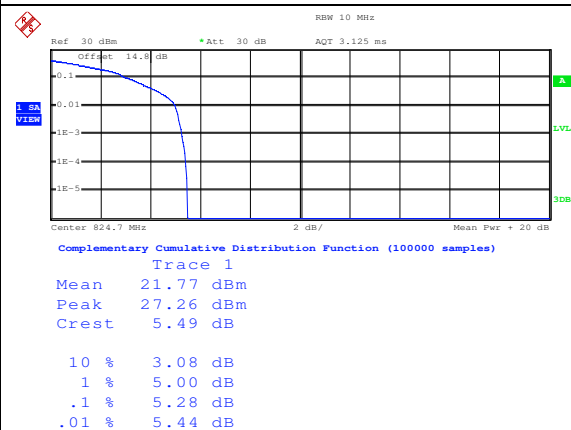 R S
RBW 10 MHz
Ref 30 dBm *Att 30 dB AQT 3.125 ms
Offset 14.8 dB
0.1
A
1 SA
VIEW
0.01
LVL
1E-3
1E-4
1E-5
3DB
Center 824.7 MHz 2 dB/ Mean Pwr + 20 dB
Complementary Cumulative Distribution Function (100000 samples)
Trace 1
Mean 21.77 dBm
Peak 27.26 dBm
Crest 5.49 dB
10 % 3.08 dB
1 % 5.00 dB
.1 % 5.28 dB
.01 % 5.44 dB